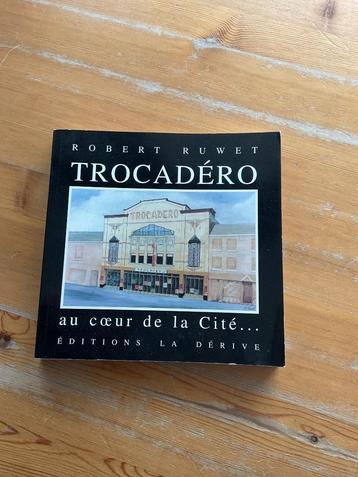 ROBERT RUWET
TROCADÉRO
TROCADERO
au cœur de la Cité...
ÉDITIONS LA DÉRIVE